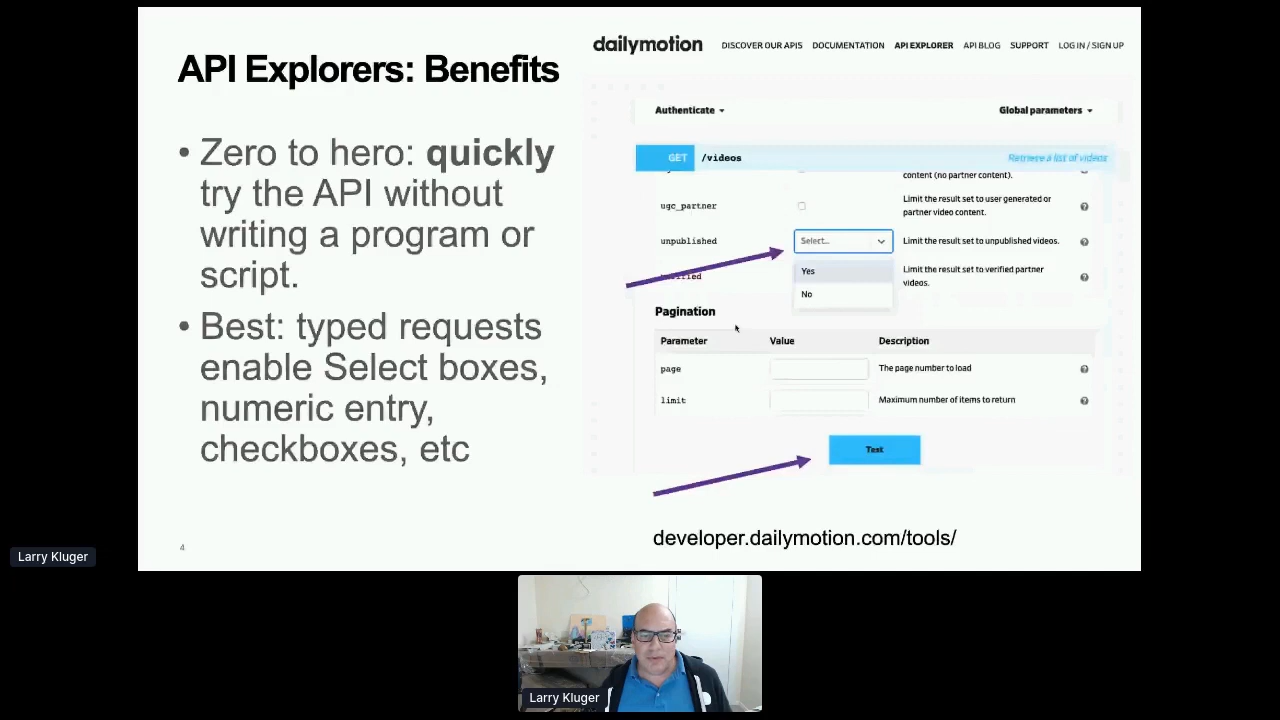 API Explorers: Benefits
• Zero to hero: quickly
try the API without
writing a program or
script.
• Best: typed requests
enable Select boxes,
numeric entry,
checkboxes, etc
4
dailymotion
DISCOVER OUR APIS DOCUMENTATION API EXPLORER API BLOG SUPPORT LOG IN / SIGN UP
Authenticate
Global parameters
GET /videos Retrieve a list of videos
content (no partner content).
ugc_partner
Limit the result set to user generated or
partner video content.
unpublished
Select...
Limit the result set to unpublished videos.
verified
Yes
No
Limit the result set to verified partner
videos.
Pagination
Parameter Value Description
page The page number to load
limit Maximum number of items to return
Test
developer.dailymotion.com/tools/
Larry Kluger
Larry Kluger